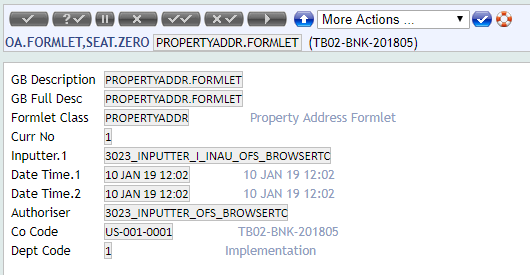 More Actions ...
OA.FORMLET,SEAT.ZERO PROPERTYADDR.FORMLET (TB02-BNK-201805)
GB Description PROPERTYADDR.FORMLET
GB Full Desc PROPERTYADDR.FORMLET
Formlet Class PROPERTYADDR Property Address Formlet
Curr No 1
Inputter.1 3023_INPUTTER_I_INAU_OFS_BROWSERTC
Date Time.1 10 JAN 19 12:02 10 JAN 19 12:02
Date Time.2 10 JAN 19 12:02 10 JAN 19 12:02
Authoriser 3023_INPUTTER_OFS_BROWSERTC
Co Code US-001-0001 TB02-BNK-201805
Dept Code 1 Implementation